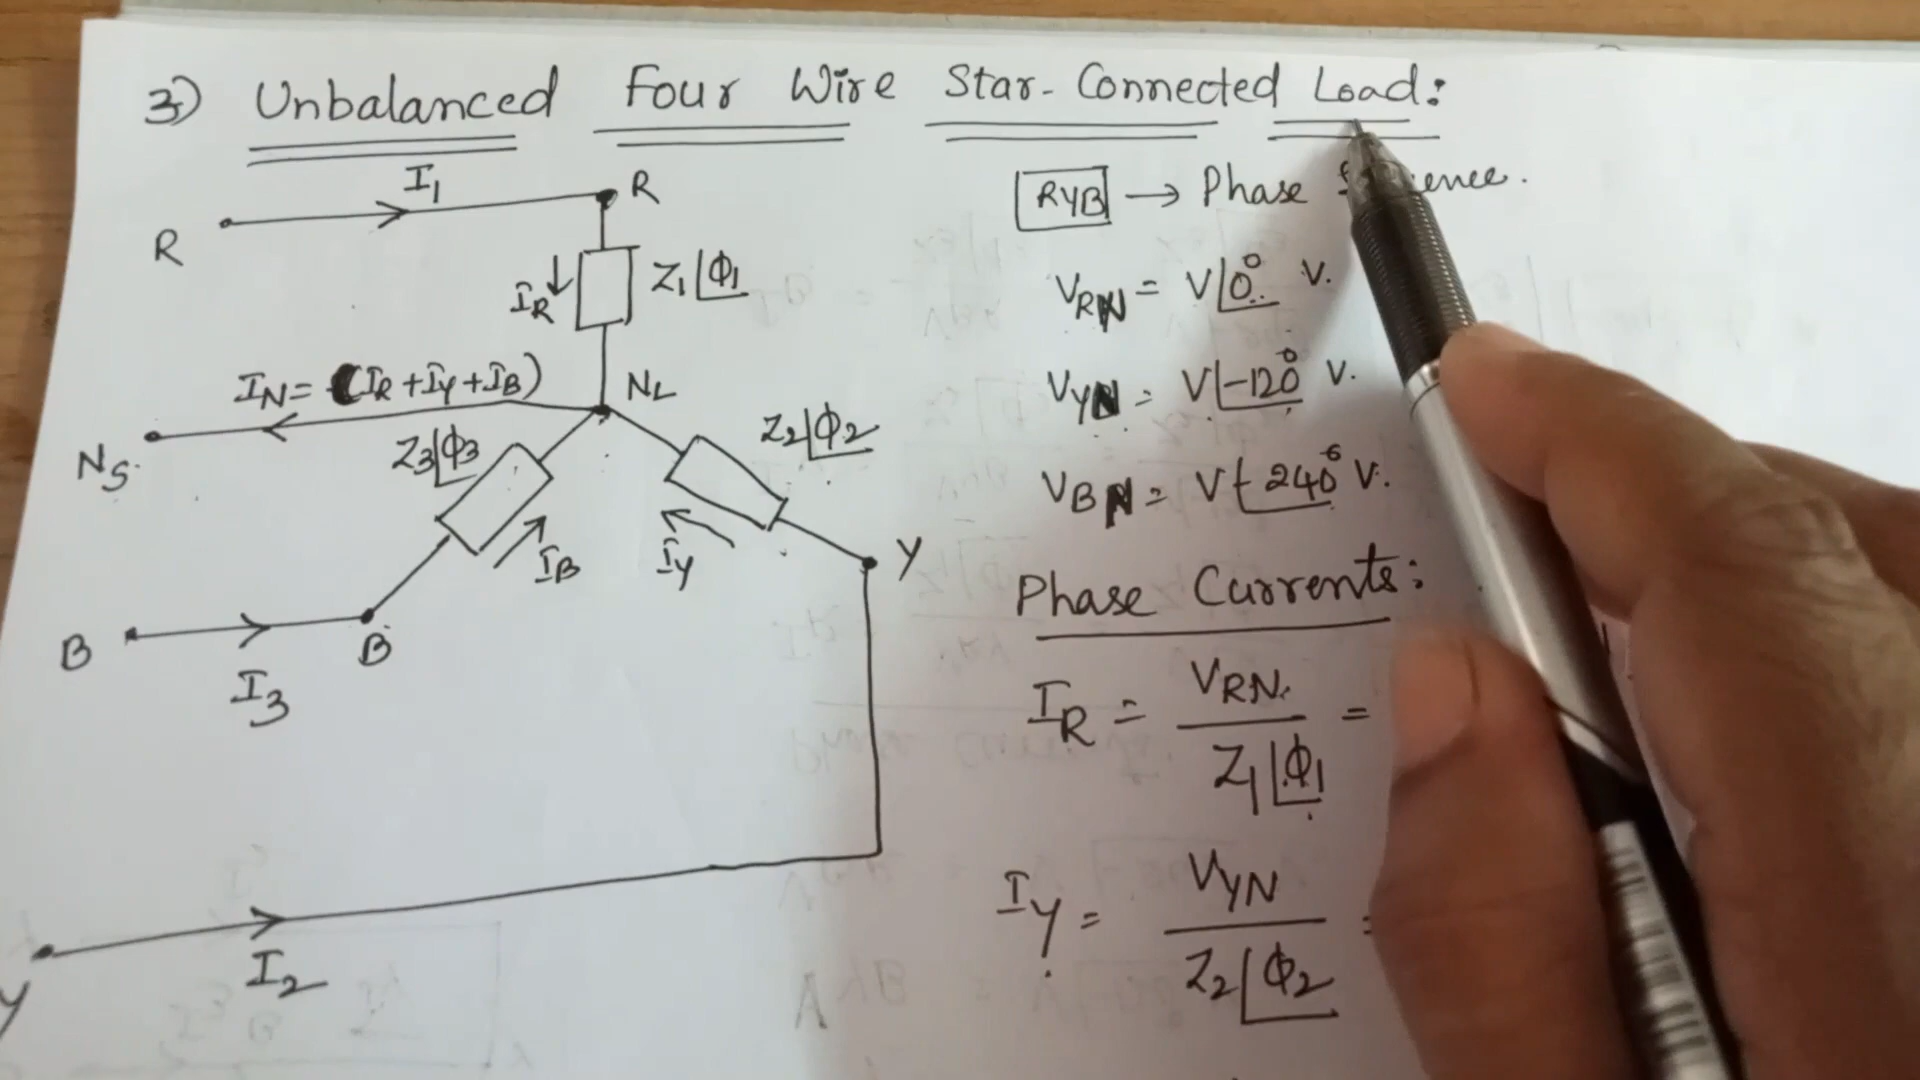 3) Unbalanced Four Wire Star-Connected Load:
I1
R
R
IR ↓
Z1∠Φ1
IN = (IR + IY + IB)
NL
NS
Z3∠Φ3
Z2∠Φ2
IB
IY
Y
B
B
I3
I2
Y
RYB → Phase
VRN = V∠0° V.
VYN = V∠-120° V.
VBN = V∠-240° V.
Phase Currents:
IR = VRN / Z1∠Φ1 =
IY = VYN / Z2∠Φ2 =